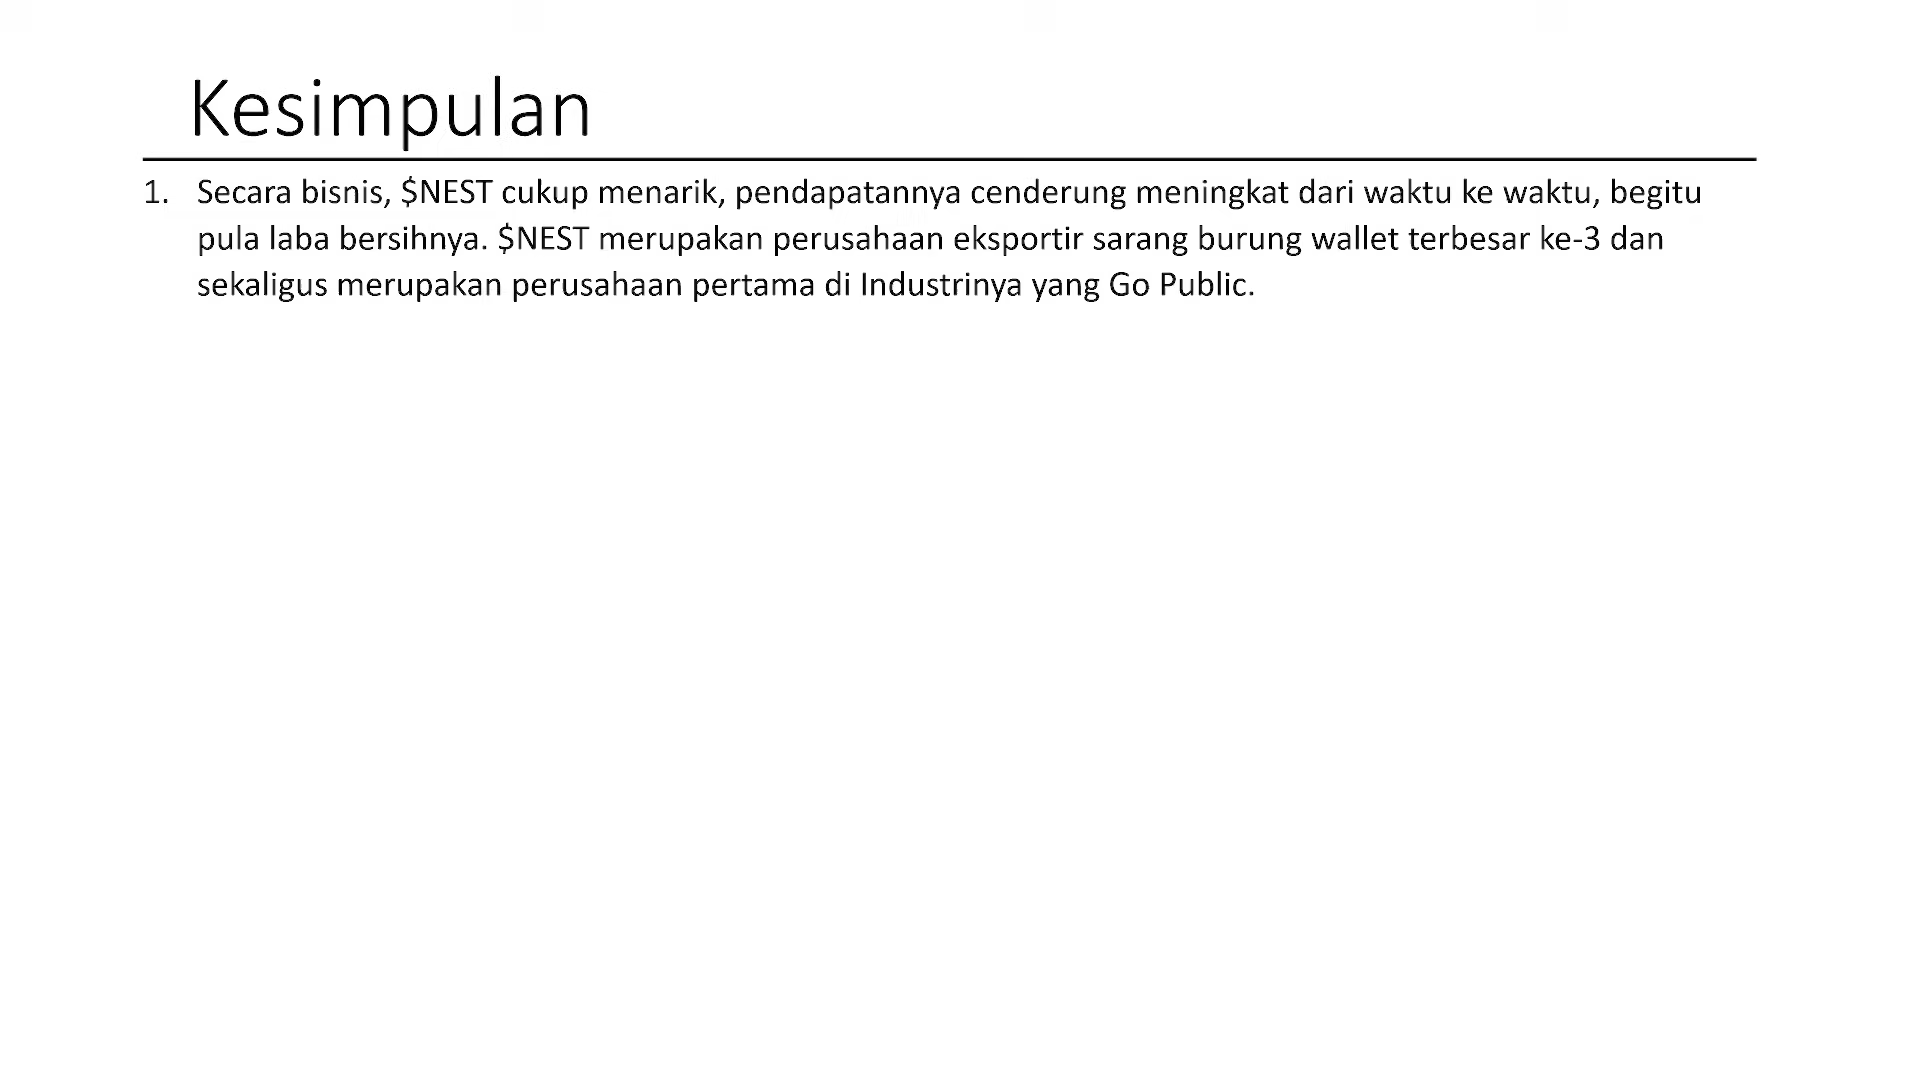 Kesimpulan
1. Secara bisnis, $NEST cukup menarik, pendapatannya cenderung meningkat dari waktu ke waktu, begitu
pula laba bersihnya. $NEST merupakan perusahaan eksportir sarang burung wallet terbesar ke-3 dan
sekaligus merupakan perusahaan pertama di Industrinya yang Go Public.